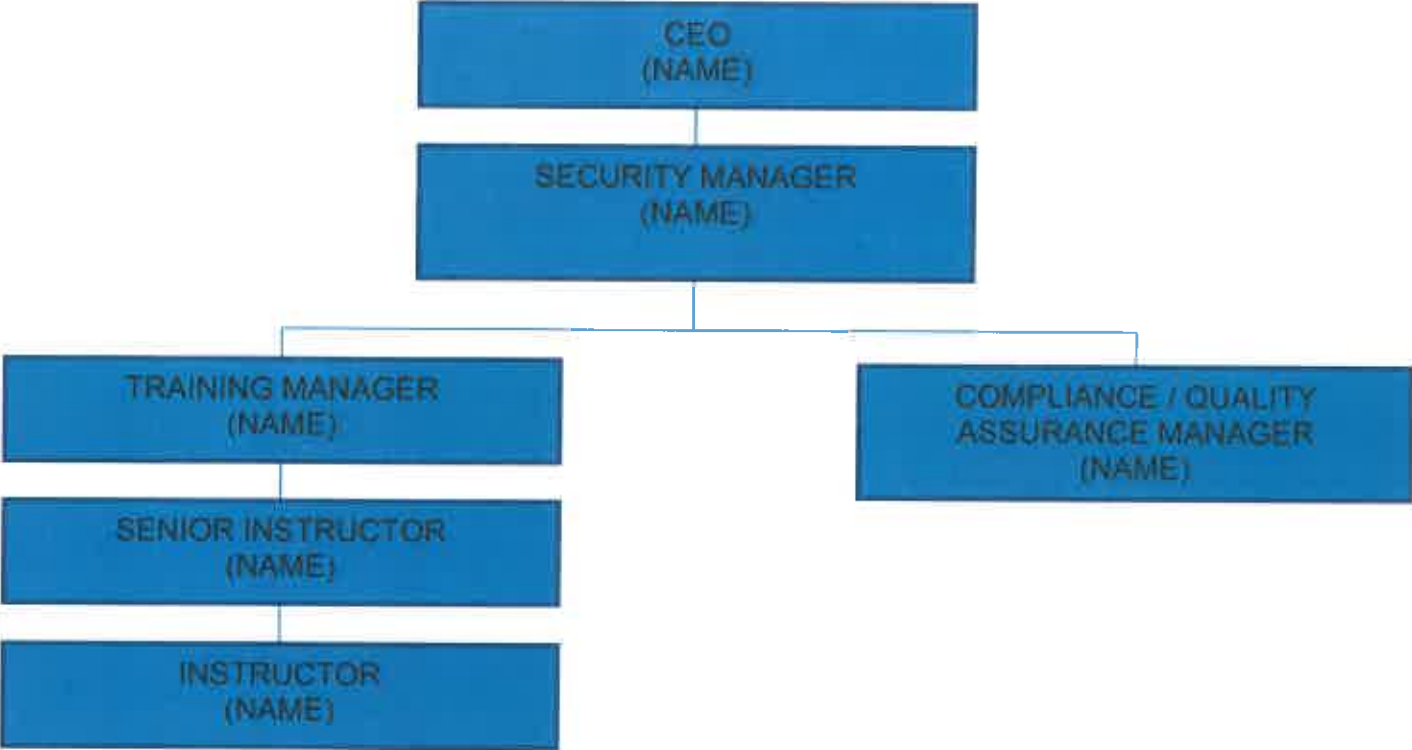 CEO
(NAME)
SECURITY MANAGER
(NAME)
TRAINING MANAGER
(NAME)
COMPLIANCE / QUALITY
ASSURANCE MANAGER
(NAME)
SENIOR INSTRUCTOR
(NAME)
INSTRUCTOR
(NAME)